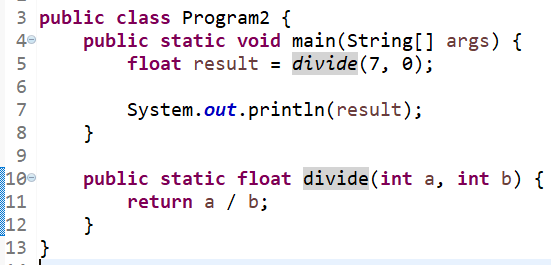 3 public class Program2 {
4 public static void main(String[] args) {
5 float result = divide(7, 0);
6
7 System.out.println(result);
8 }
9
10 public static float divide(int a, int b) {
11 return a / b;
12 }
13 }